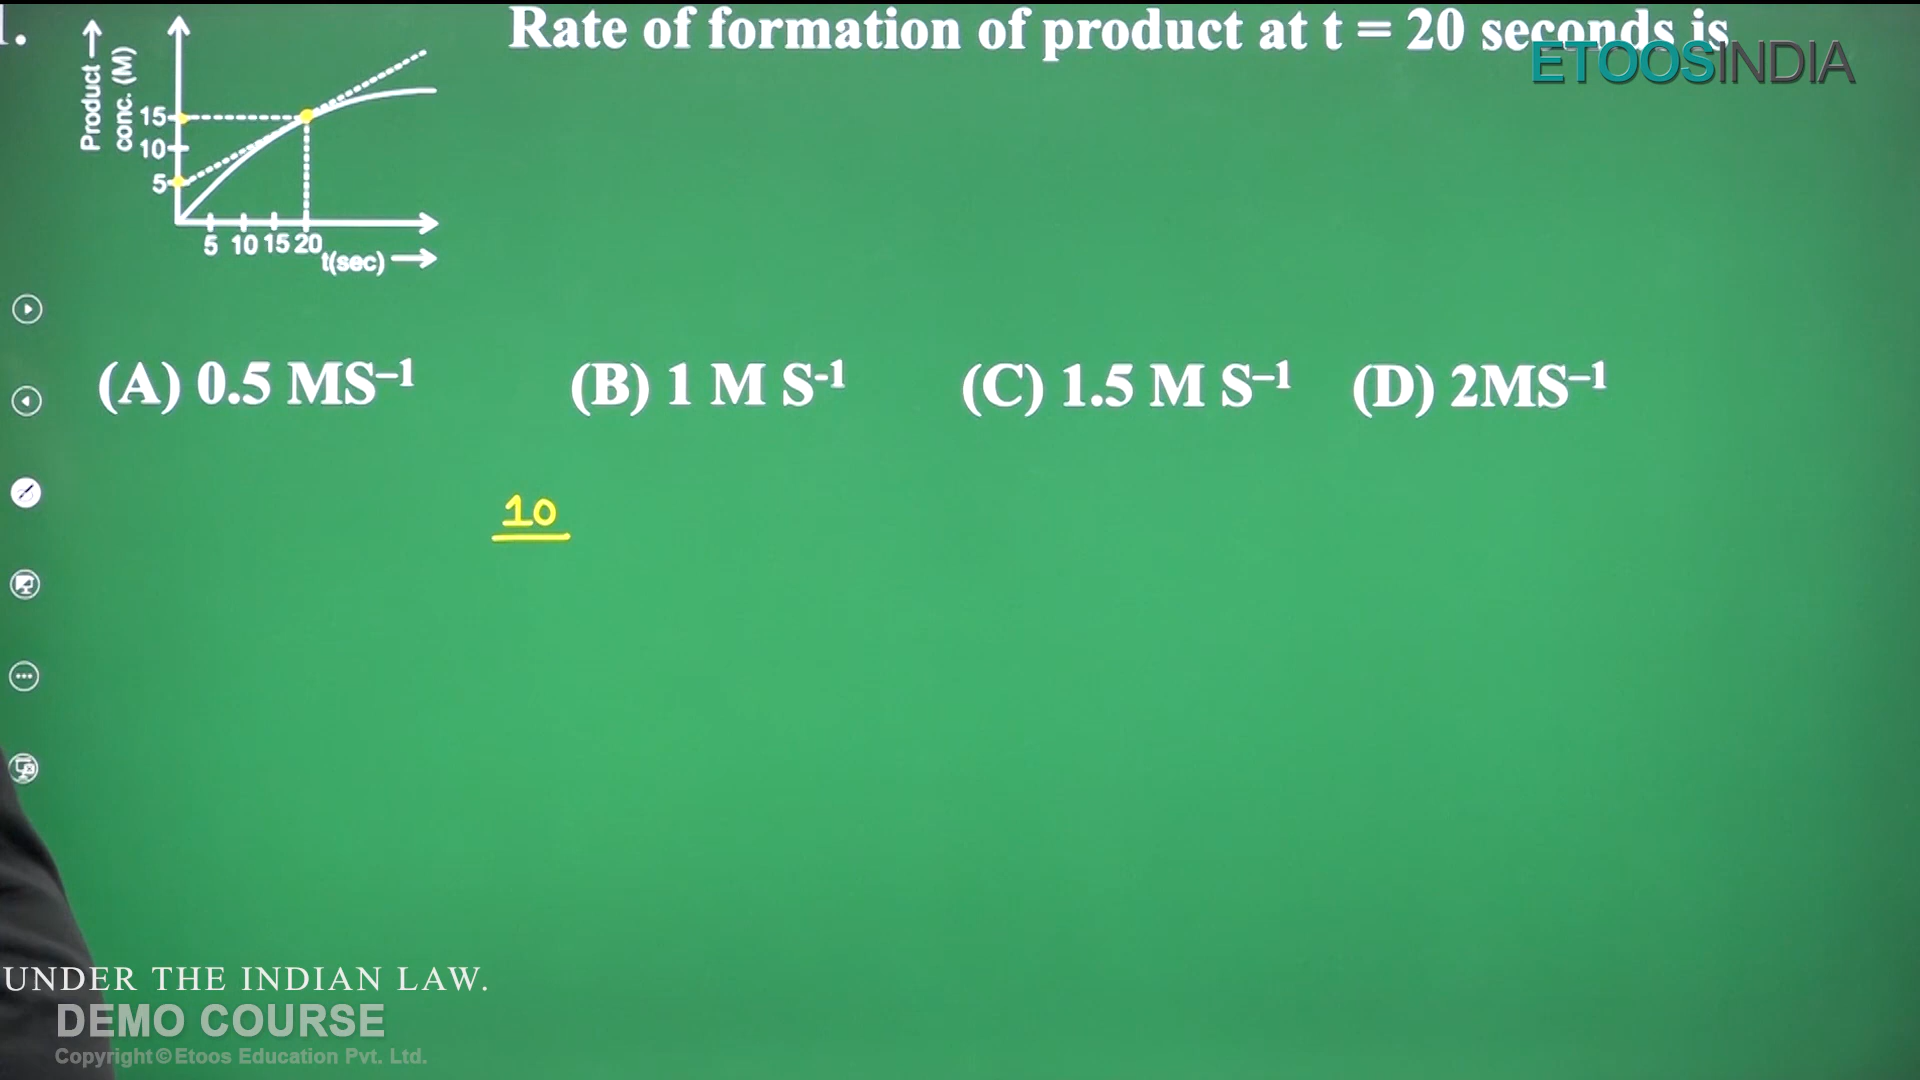 1.
Rate of formation of product at t = 20 seconds is
ETOOSINDIA
Product →
conc. (M)
15
10
5
5 10 15 20
t(sec) →
(A) 0.5 MS⁻¹ (B) 1 M S⁻¹ (C) 1.5 M S⁻¹ (D) 2MS⁻¹
10
UNDER THE INDIAN LAW.
DEMO COURSE
Copyright © Etoos Education Pvt. Ltd.